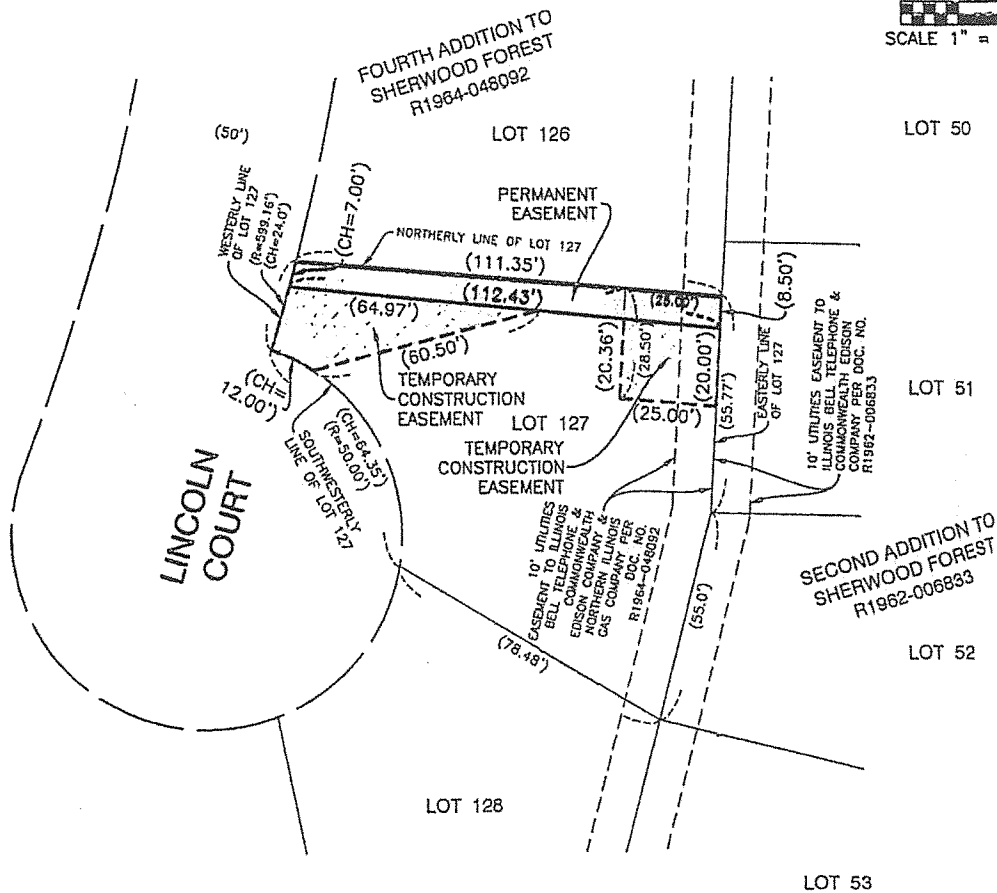 SCALE 1" =
FOURTH ADDITION TO
SHERWOOD FOREST
R1964-048092
LOT 50
(50')
LOT 126
WESTERLY LINE
OF LOT 127
(R=599.16')
(CH=24.0')
(CH=7.00')
PERMANENT
EASEMENT
NORTHERLY LINE OF LOT 127
(111.35')
(112.43')
(25.00')
(8.50')
(64.97')
(60.50')
(20.36')
(28.50')
(20.00')
(55.77')
EASTERLY LINE
OF LOT 127
10' UTILITIES EASEMENT TO
ILLINOIS BELL TELEPHONE &
COMMONWEALTH EDISON
COMPANY PER DOC. NO.
R1962-006833
LOT 51
(CH=
12.00')
TEMPORARY
CONSTRUCTION
EASEMENT
(25.00')
LOT 127
(CH=64.35')
(R=50.00')
SOUTHWESTERLY
LINE OF LOT 127
TEMPORARY
CONSTRUCTION
EASEMENT
LINCOLN
COURT
10' UTILITIES
EASEMENT TO ILLINOIS
BELL TELEPHONE &
COMMONWEALTH
EDISON COMPANY &
NORTHERN ILLINOIS
GAS COMPANY PER
DOC. NO.
R1964-048092
SECOND ADDITION TO
SHERWOOD FOREST
R1962-006833
(55.0')
(78.48')
LOT 52
LOT 128
LOT 53